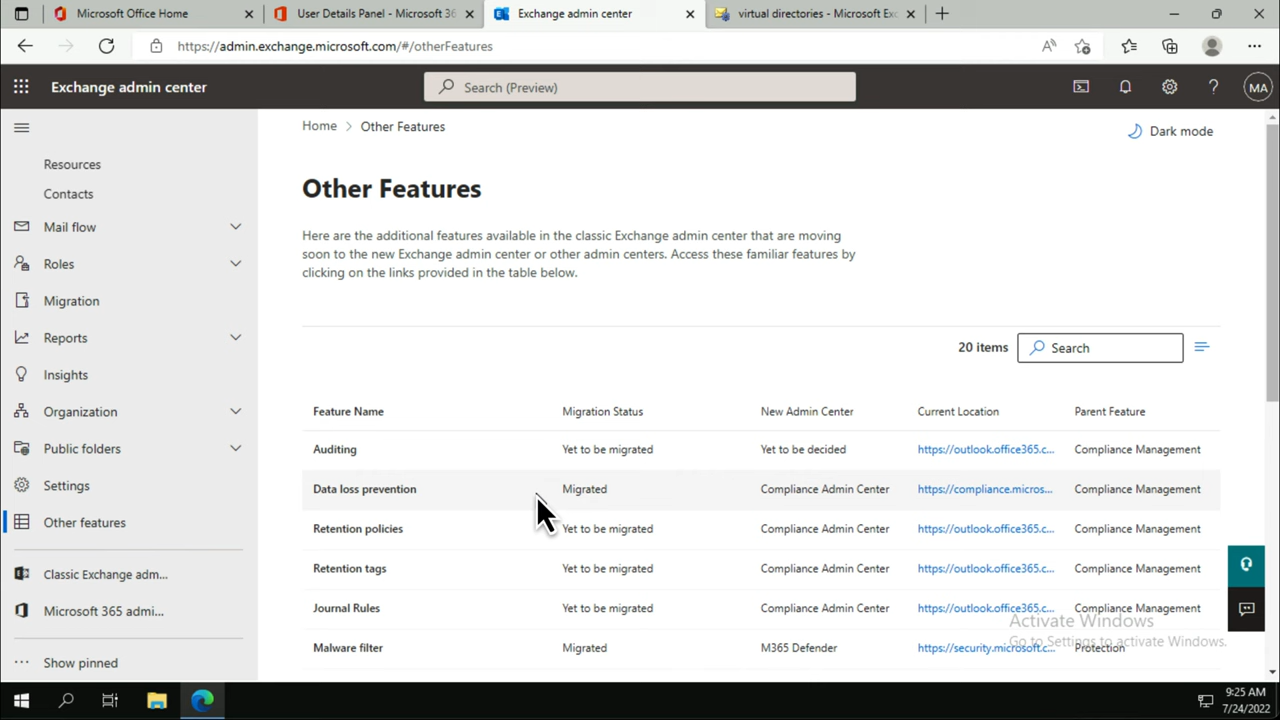 Microsoft Office Home
User Details Panel - Microsoft 36
Exchange admin center
virtual directories - Microsoft Exc
https://admin.exchange.microsoft.com/#/otherFeatures
Exchange admin center
Search (Preview)
MA
Home > Other Features
Dark mode
Resources
Contacts
Mail flow
Roles
Migration
Reports
Insights
Organization
Public folders
Settings
Other features
Classic Exchange adm...
Microsoft 365 admi...
Show pinned
Other Features
Here are the additional features available in the classic Exchange admin center that are moving
soon to the new Exchange admin center or other admin centers. Access these familiar features by
clicking on the links provided in the table below.
20 items
Search
Feature Name Migration Status New Admin Center Current Location Parent Feature
Auditing Yet to be migrated Yet to be decided https://outlook.office365.c... Compliance Management
Data loss prevention Migrated Compliance Admin Center https://compliance.micros... Compliance Management
Retention policies Yet to be migrated Compliance Admin Center https://outlook.office365.c... Compliance Management
Retention tags Yet to be migrated Compliance Admin Center https://outlook.office365.c... Compliance Management
Journal Rules Yet to be migrated Compliance Admin Center https://outlook.office365.c... Compliance Management
Malware filter Migrated M365 Defender https://security.microsoft.c... Protection
Activate Windows
Go to Settings to activate Windows.
9:25 AM
7/24/2022